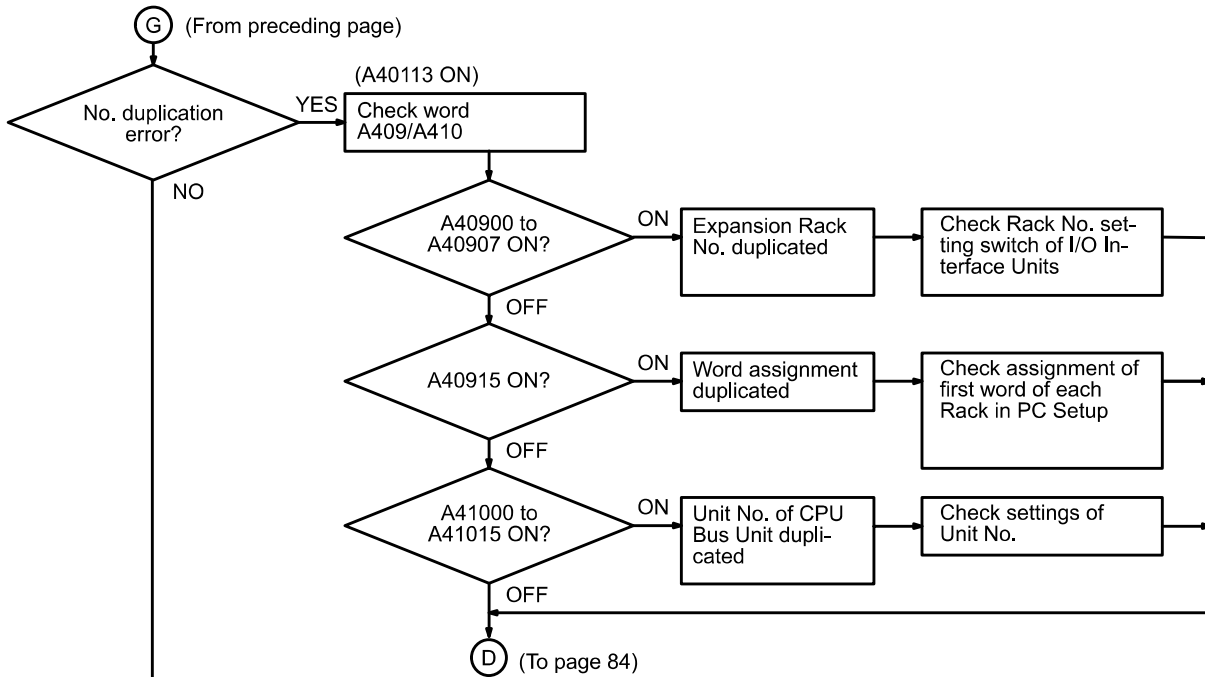 G (From preceding page)
(A40113 ON)
No. duplication
error?
YES
Check word
A409/A410
NO
A40900 to
A40907 ON?
ON
Expansion Rack
No. duplicated
Check Rack No. set-
ting switch of I/O In-
terface Units
OFF
A40915 ON?
ON
Word assignment
duplicated
Check assignment of
first word of each
Rack in PC Setup
OFF
A41000 to
A41015 ON?
ON
Unit No. of CPU
Bus Unit dupli-
cated
Check settings of
Unit No.
OFF
D (To page 84)